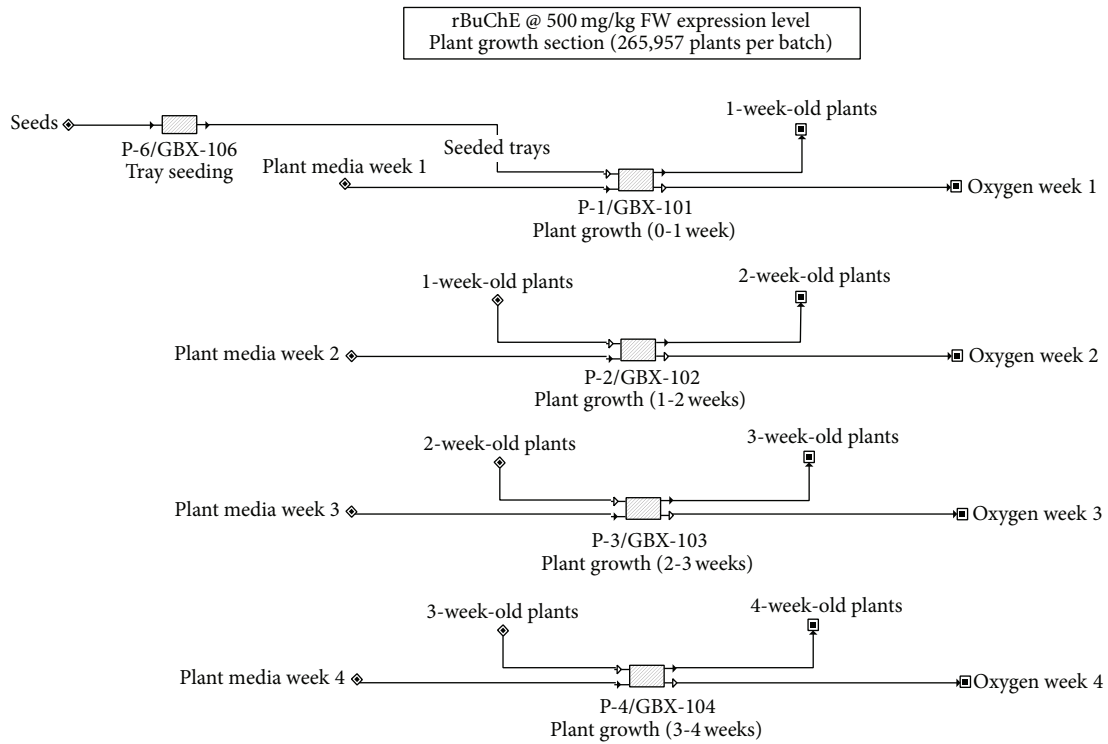 rBuChE @ 500 mg/kg FW expression level
Plant growth section (265,957 plants per batch)
Seeds
P-6/GBX-106
Tray seeding
Seeded trays
1-week-old plants
Plant media week 1
Oxygen week 1
P-1/GBX-101
Plant growth (0-1 week)
1-week-old plants
2-week-old plants
Plant media week 2
Oxygen week 2
P-2/GBX-102
Plant growth (1-2 weeks)
2-week-old plants
3-week-old plants
Plant media week 3
Oxygen week 3
P-3/GBX-103
Plant growth (2-3 weeks)
3-week-old plants
4-week-old plants
Plant media week 4
Oxygen week 4
P-4/GBX-104
Plant growth (3-4 weeks)